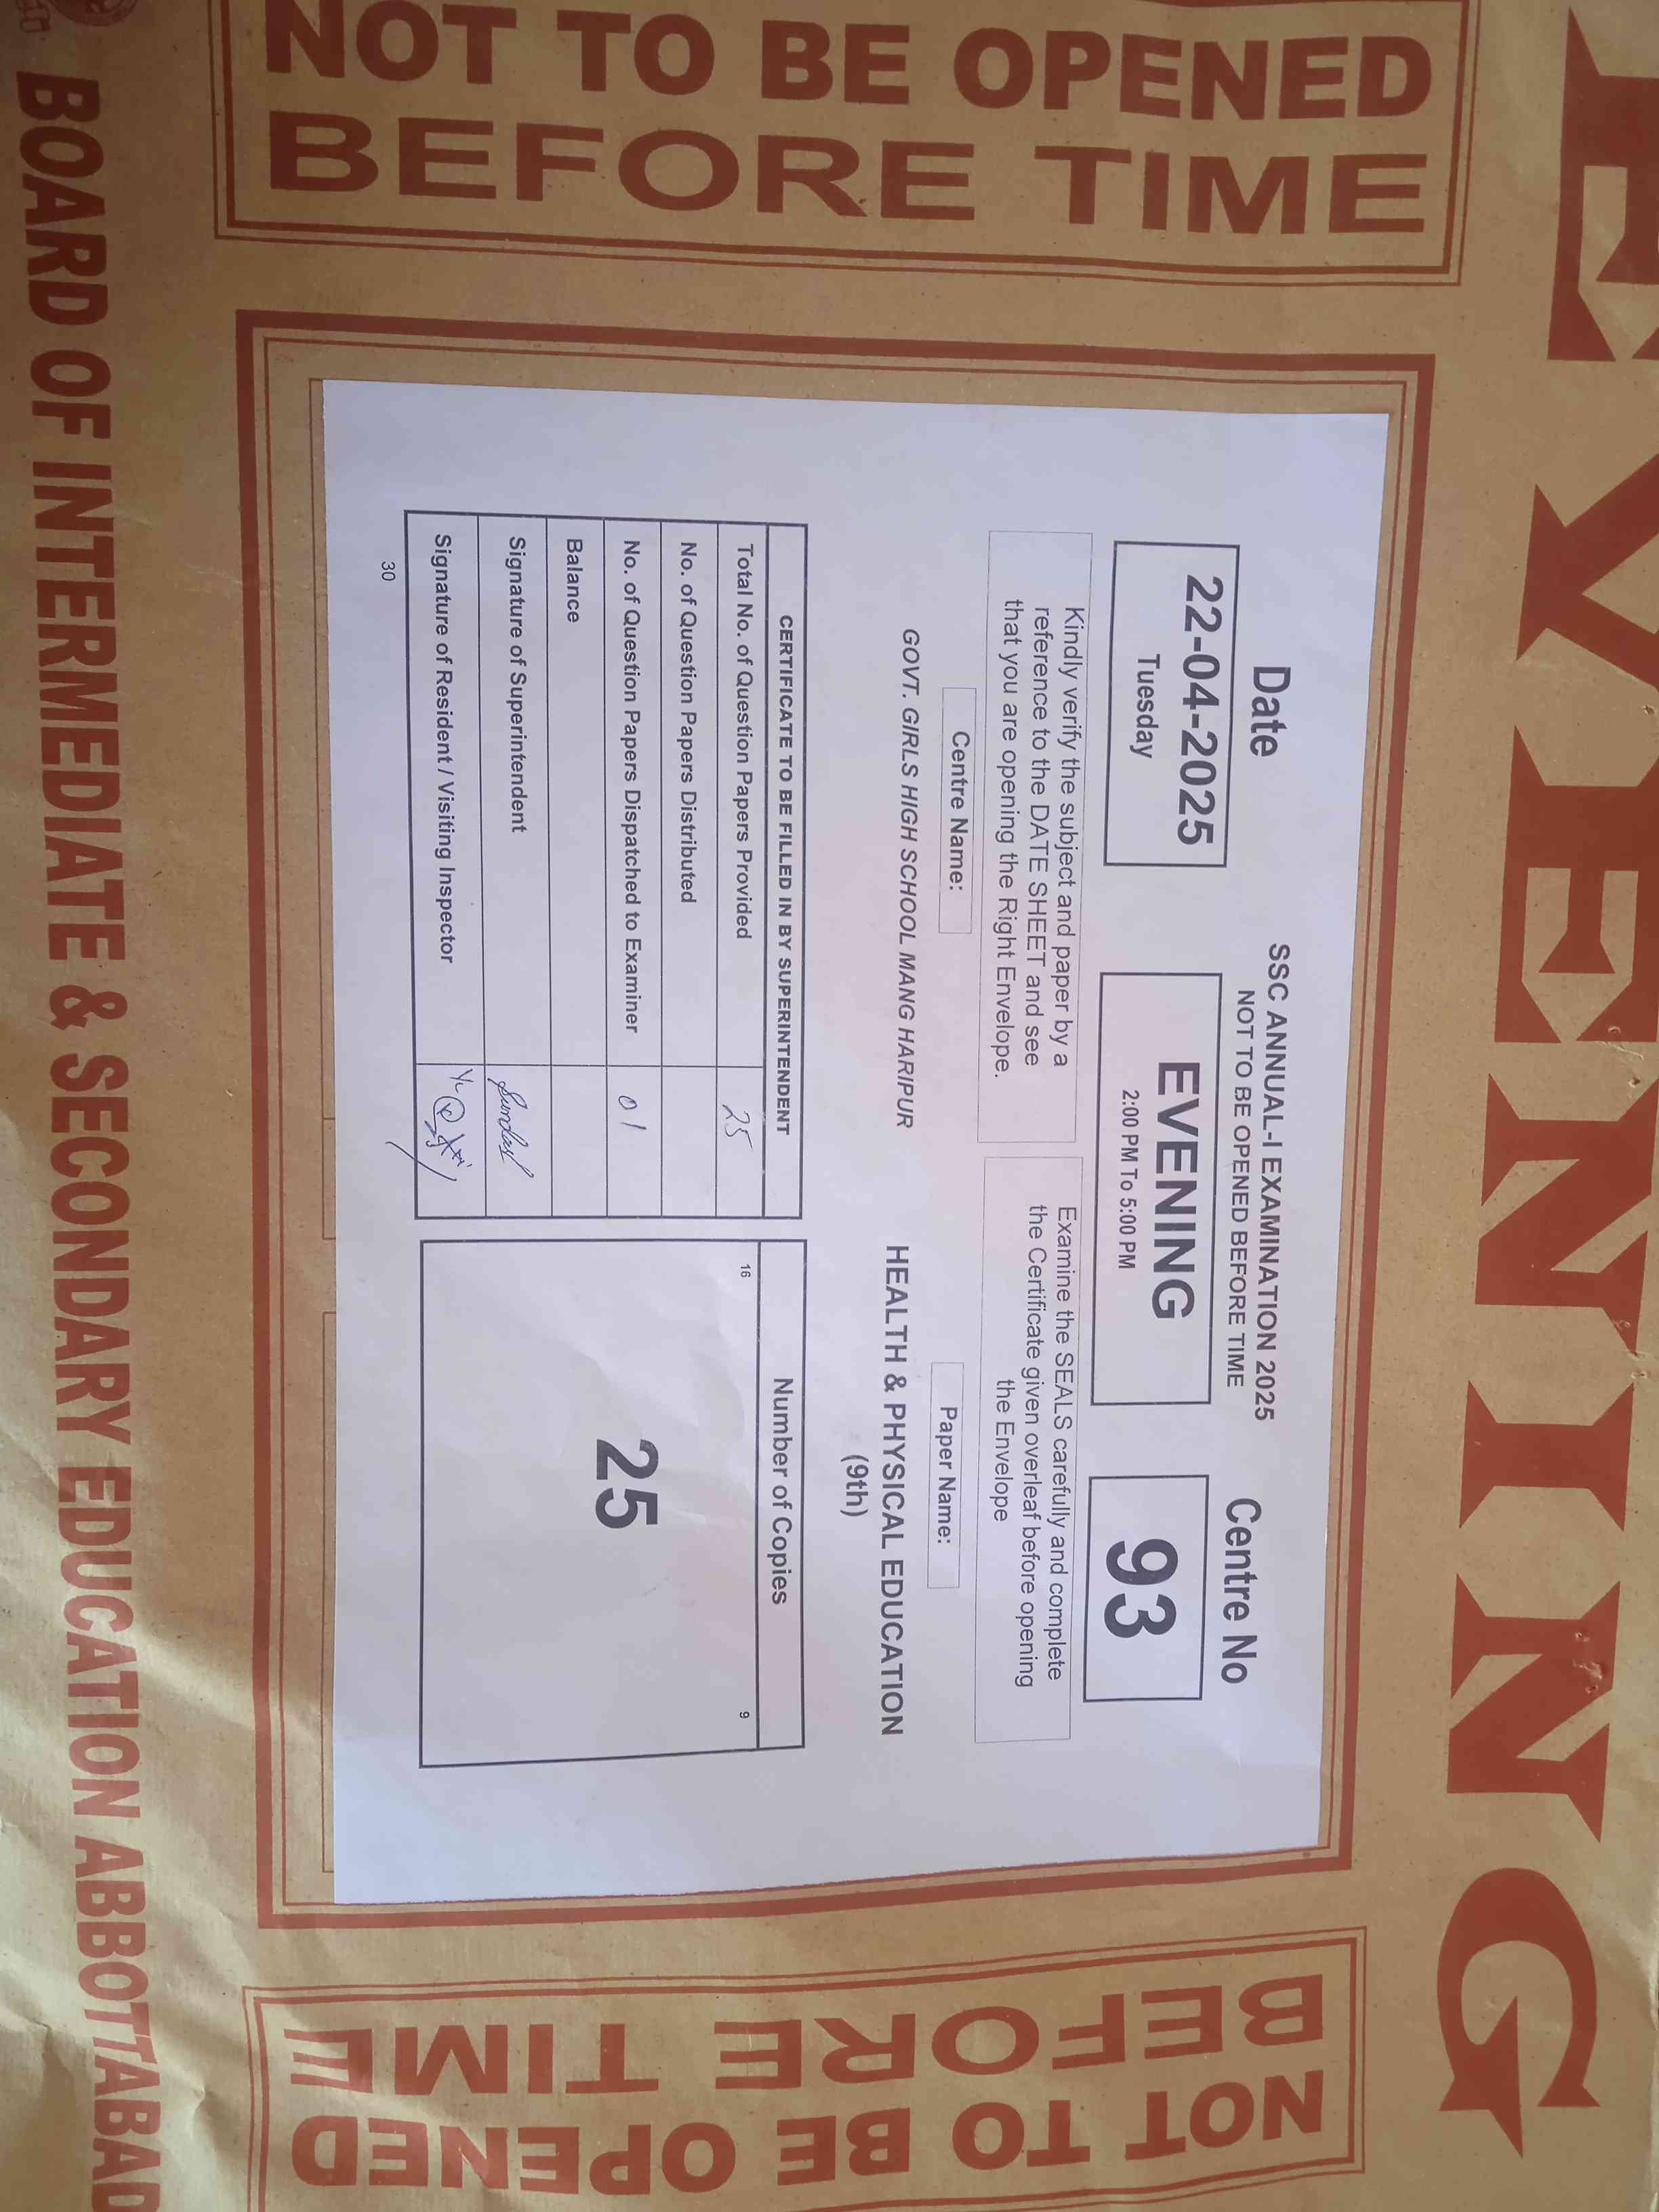 EVENING
NOT TO BE OPENED
BEFORE TIME
SSC ANNUAL-I EXAMINATION 2025
NOT TO BE OPENED BEFORE TIME
Date
22-04-2025
Tuesday
EVENING
2:00 PM To 5:00 PM
Centre No
93
Kindly verify the subject and paper by a
reference to the DATE SHEET and see
that you are opening the Right Envelope.
Examine the SEALS carefully and complete
the Certificate given overleaf before opening
the Envelope
Centre Name:
Paper Name:
GOVT. GIRLS HIGH SCHOOL MANG HARIPUR
HEALTH & PHYSICAL EDUCATION
(9th)
CERTIFICATE TO BE FILLED IN BY SUPERINTENDENT
Total No. of Question Papers Provided 25
No. of Question Papers Distributed
No. of Question Papers Dispatched to Examiner 01
Balance
Signature of Superintendent
Signature of Resident / Visiting Inspector
30
Number of Copies
16 9
25
NOT TO BE OPENED
BEFORE TIME
BOARD OF INTERMEDIATE & SECONDARY EDUCATION ABBOTTABAD